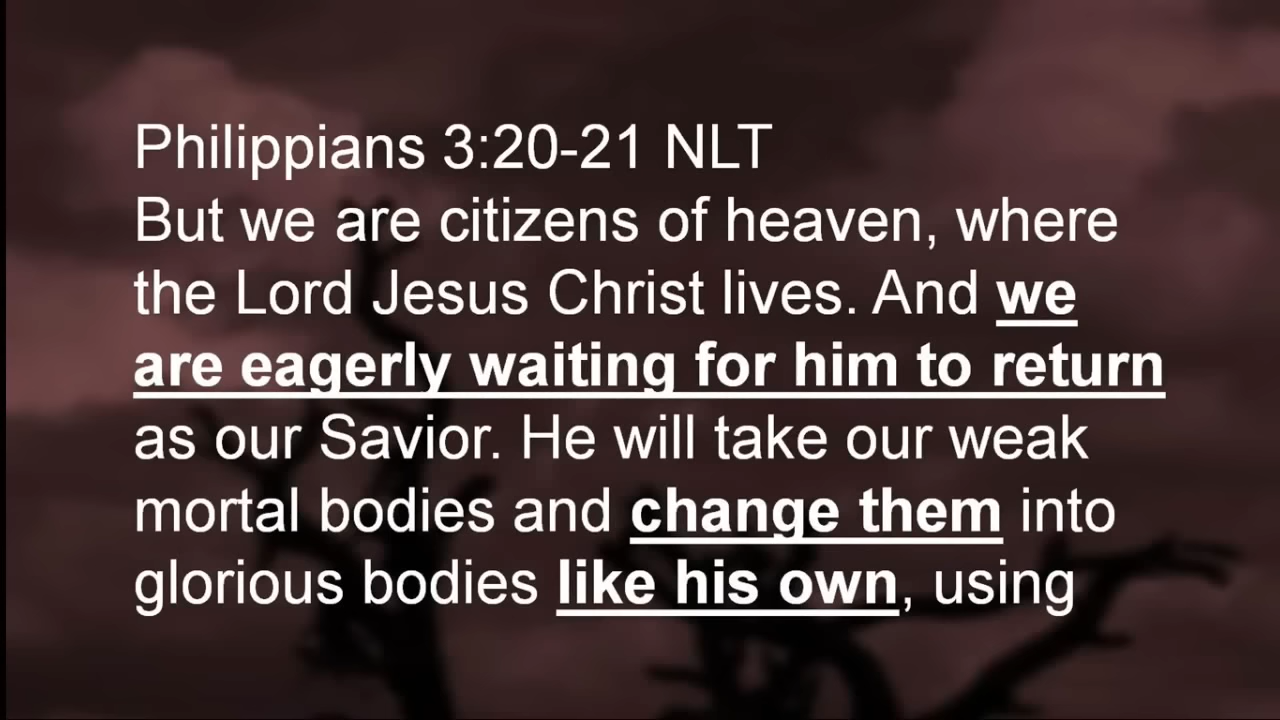 Philippians 3:20-21 NLT
But we are citizens of heaven, where
the Lord Jesus Christ lives. And we
are eagerly waiting for him to return
as our Savior. He will take our weak
mortal bodies and change them into
glorious bodies like his own, using